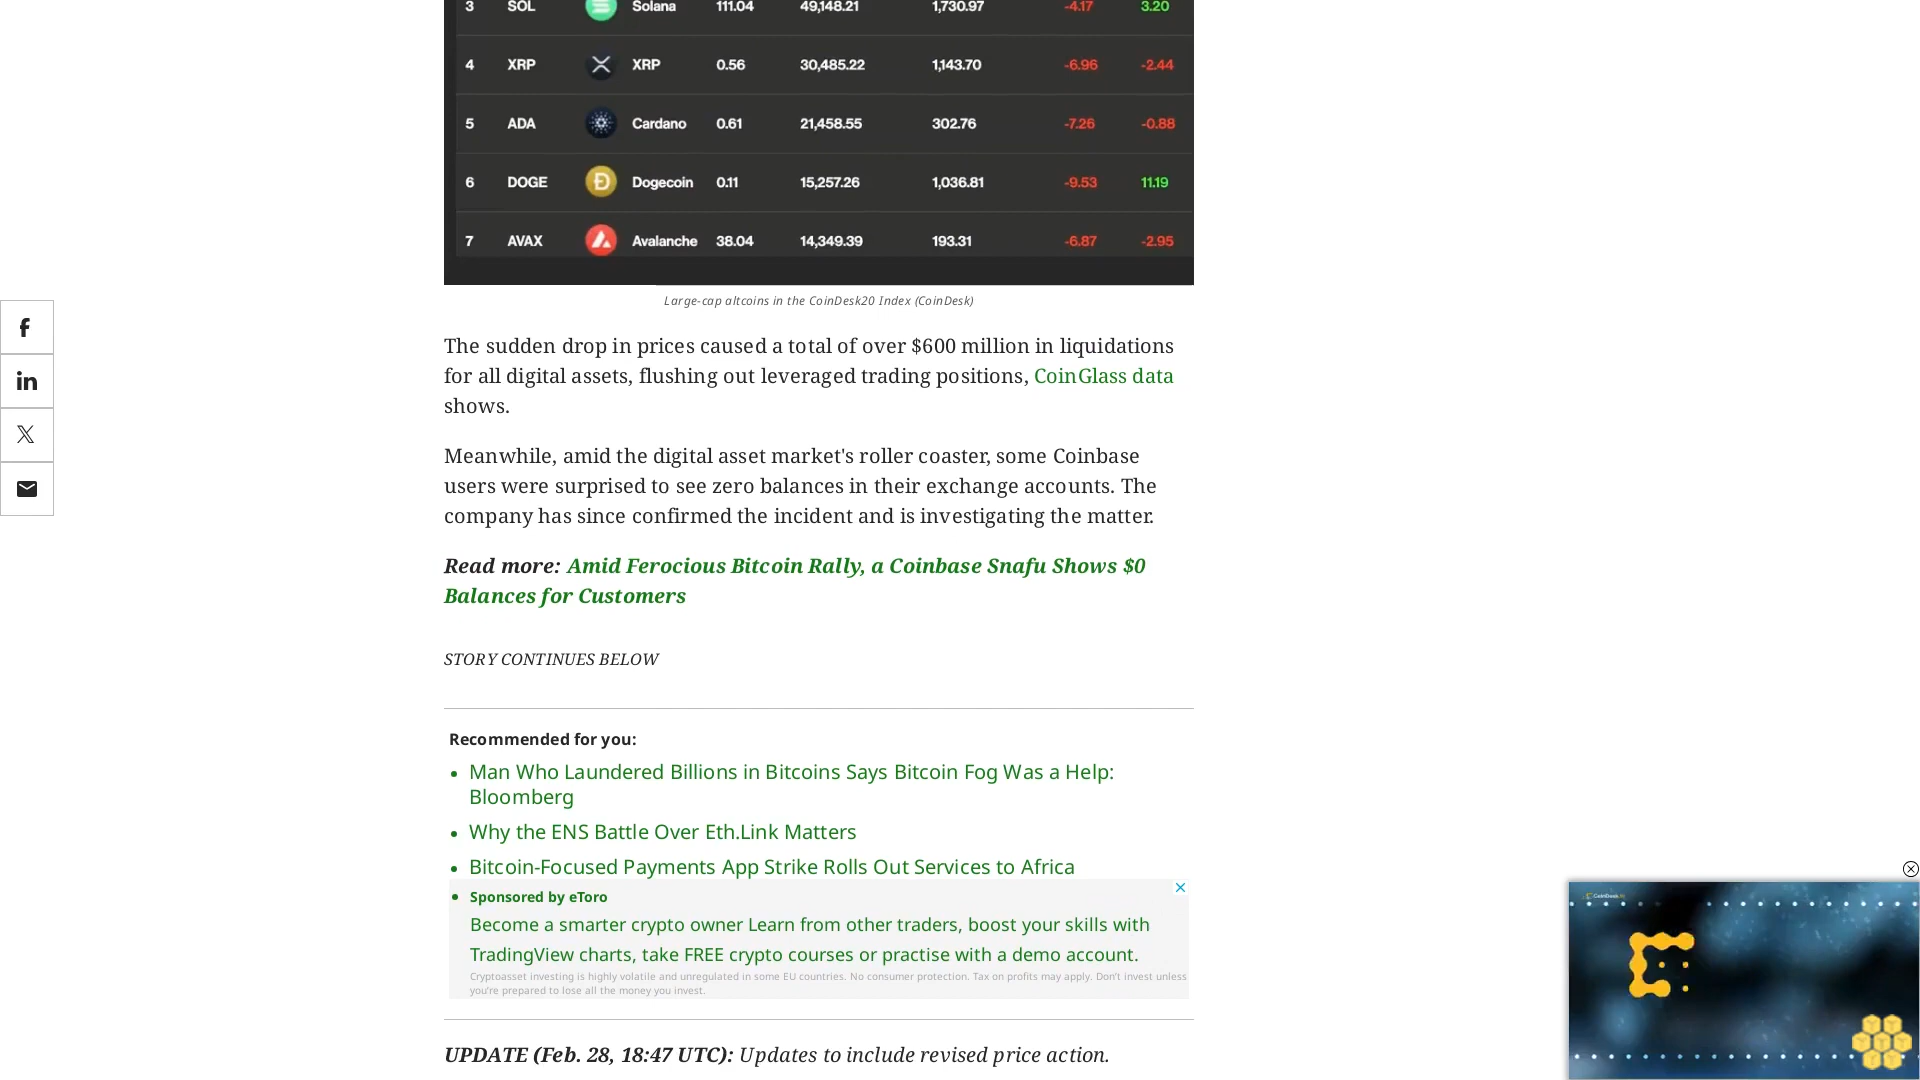 3 SOL Solana 111.04 49,148.21 1,730.97 -4.17 3.20
4 XRP XRP 0.56 30,485.22 1,143.70 -6.96 -2.44
5 ADA Cardano 0.61 21,458.55 302.76 -7.26 -0.88
6 DOGE Dogecoin 0.11 15,257.26 1,036.81 -9.53 11.19
7 AVAX Avalanche 38.04 14,349.39 193.31 -6.87 -2.95
Large-cap altcoins in the CoinDesk20 Index (CoinDesk)
The sudden drop in prices caused a total of over $600 million in liquidations
for all digital assets, flushing out leveraged trading positions, CoinGlass data
shows.
Meanwhile, amid the digital asset market's roller coaster, some Coinbase
users were surprised to see zero balances in their exchange accounts. The
company has since confirmed the incident and is investigating the matter.
Read more: Amid Ferocious Bitcoin Rally, a Coinbase Snafu Shows $0
Balances for Customers
STORY CONTINUES BELOW
Recommended for you:
• Man Who Laundered Billions in Bitcoins Says Bitcoin Fog Was a Help:
Bloomberg
• Why the ENS Battle Over Eth.Link Matters
• Bitcoin-Focused Payments App Strike Rolls Out Services to Africa
• Sponsored by eToro
Become a smarter crypto owner Learn from other traders, boost your skills with
TradingView charts, take FREE crypto courses or practise with a demo account.
Cryptoasset investing is highly volatile and unregulated in some EU countries. No consumer protection. Tax on profits may apply. Don't invest unless
you're prepared to lose all the money you invest.
UPDATE (Feb. 28, 18:47 UTC): Updates to include revised price action.